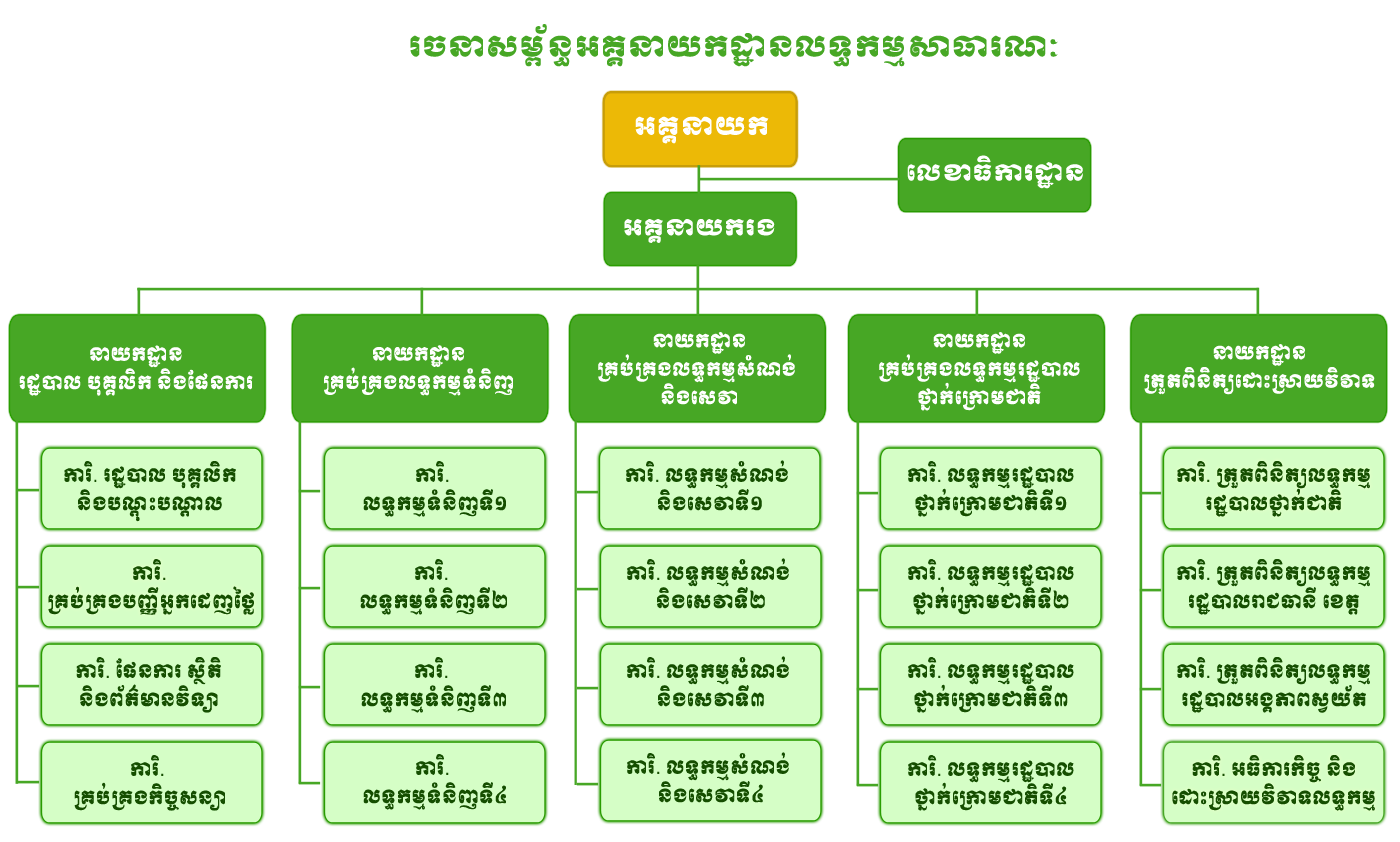 រចនាសម្ព័ន្ធអគ្គនាយកដ្ឋានលទ្ធកម្មសាធារណៈ
អគ្គនាយក
លេខាធិការដ្ឋាន
អគ្គនាយករង
នាយកដ្ឋាន
រដ្ឋបាល បុគ្គលិក និងផែនការ
នាយកដ្ឋាន
គ្រប់គ្រងលទ្ធកម្មទំនិញ
នាយកដ្ឋាន
គ្រប់គ្រងលទ្ធកម្មសំណង់
និងសេវា
នាយកដ្ឋាន
គ្រប់គ្រងលទ្ធកម្មរដ្ឋបាល
ថ្នាក់ក្រោមជាតិ
នាយកដ្ឋាន
ត្រួតពិនិត្យដោះស្រាយវិវាទ
ការិ. រដ្ឋបាល បុគ្គលិក
និងបណ្តុះបណ្តាល
ការិ.
គ្រប់គ្រងបញ្ជីអ្នកដេញថ្លៃ
ការិ. ផែនការ ស្ថិតិ
និងព័ត៌មានវិទ្យា
ការិ.
គ្រប់គ្រងកិច្ចសន្យា
ការិ.
លទ្ធកម្មទំនិញទី១
ការិ.
លទ្ធកម្មទំនិញទី២
ការិ.
លទ្ធកម្មទំនិញទី៣
ការិ.
លទ្ធកម្មទំនិញទី៤
ការិ. លទ្ធកម្មសំណង់
និងសេវាទី១
ការិ. លទ្ធកម្មសំណង់
និងសេវាទី២
ការិ. លទ្ធកម្មសំណង់
និងសេវាទី៣
ការិ. លទ្ធកម្មសំណង់
និងសេវាទី៤
ការិ. លទ្ធកម្មរដ្ឋបាល
ថ្នាក់ក្រោមជាតិទី១
ការិ. លទ្ធកម្មរដ្ឋបាល
ថ្នាក់ក្រោមជាតិទី២
ការិ. លទ្ធកម្មរដ្ឋបាល
ថ្នាក់ក្រោមជាតិទី៣
ការិ. លទ្ធកម្មរដ្ឋបាល
ថ្នាក់ក្រោមជាតិទី៤
ការិ. ត្រួតពិនិត្យលទ្ធកម្ម
រដ្ឋបាលថ្នាក់ជាតិ
ការិ. ត្រួតពិនិត្យលទ្ធកម្ម
រដ្ឋបាលរាជធានី ខេត្ត
ការិ. ត្រួតពិនិត្យលទ្ធកម្ម
រដ្ឋបាលអង្គភាពស្វយ័ត
ការិ. អធិការកិច្ច និង
ដោះស្រាយវិវាទលទ្ធកម្ម